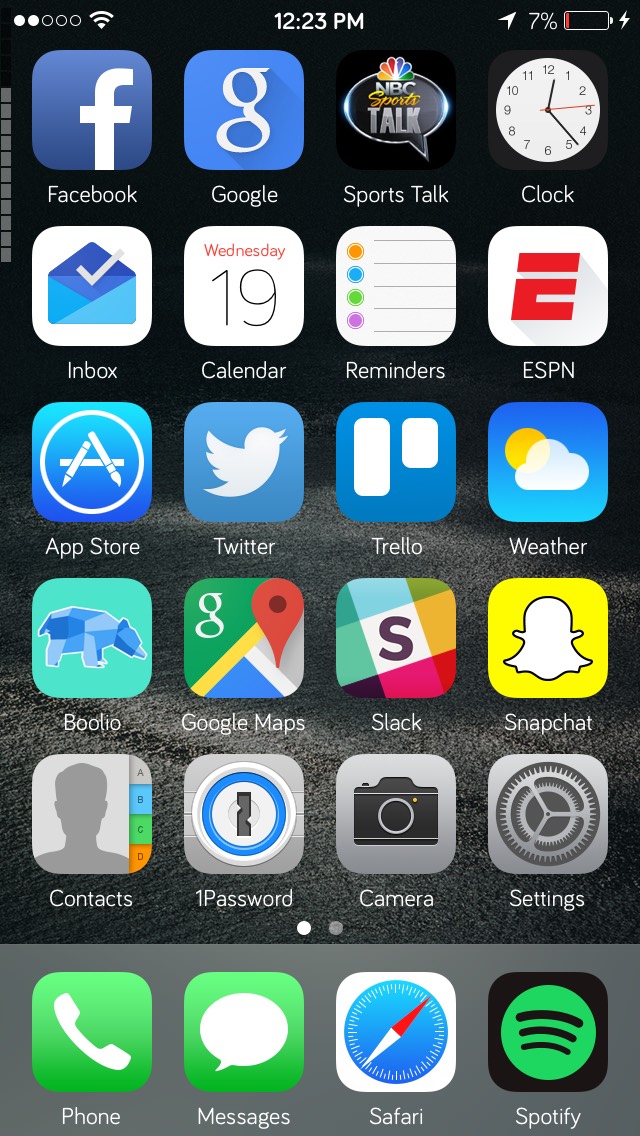 12:23 PM 7%
f g NBC Sports TALK 12 1 2 3 4 5 6 7 8 9 10 11
Facebook Google Sports Talk Clock
Wednesday
19 E
Inbox Calendar Reminders ESPN
App Store Twitter Trello Weather
g S
Boolio Google Maps Slack Snapchat
A
B
C
D
Contacts 1Password Camera Settings
Phone Messages Safari Spotify